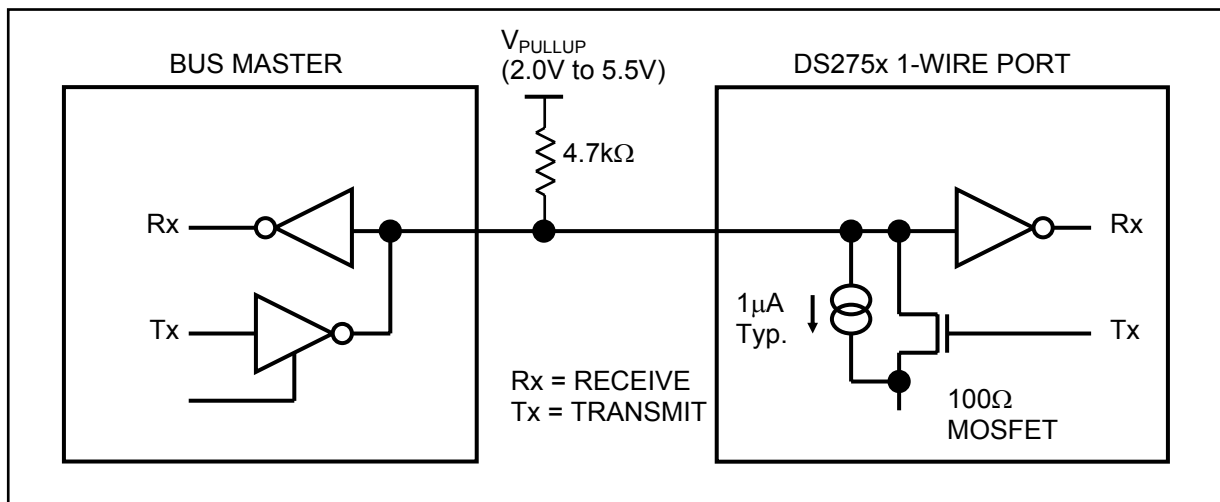 BUS MASTER
V_PULLUP
(2.0V to 5.5V)
DS275x 1-WIRE PORT
4.7kΩ
Rx
Rx
Tx
1μA
Typ.
Tx
Rx = RECEIVE
Tx = TRANSMIT
100Ω
MOSFET